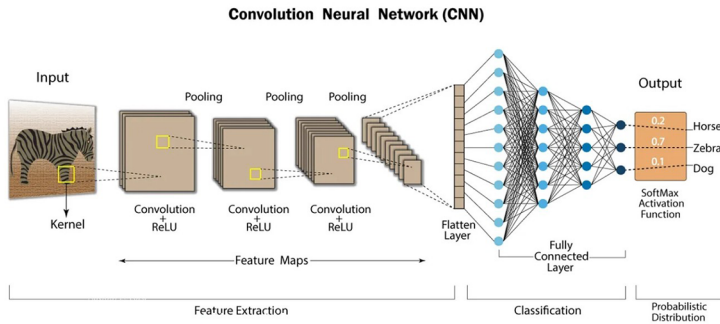 Convolution Neural Network (CNN)
Input
Output
Pooling
Pooling
Pooling
0.2
Horse
0.7
Zebra
0.1
Dog
Kernel
Convolution
+
ReLU
Convolution
+
ReLU
Convolution
+
ReLU
Flatten
Layer
SoftMax
Activation
Function
Fully
Connected
Layer
Feature Maps
Feature Extraction
Classification
Probabilistic
Distribution